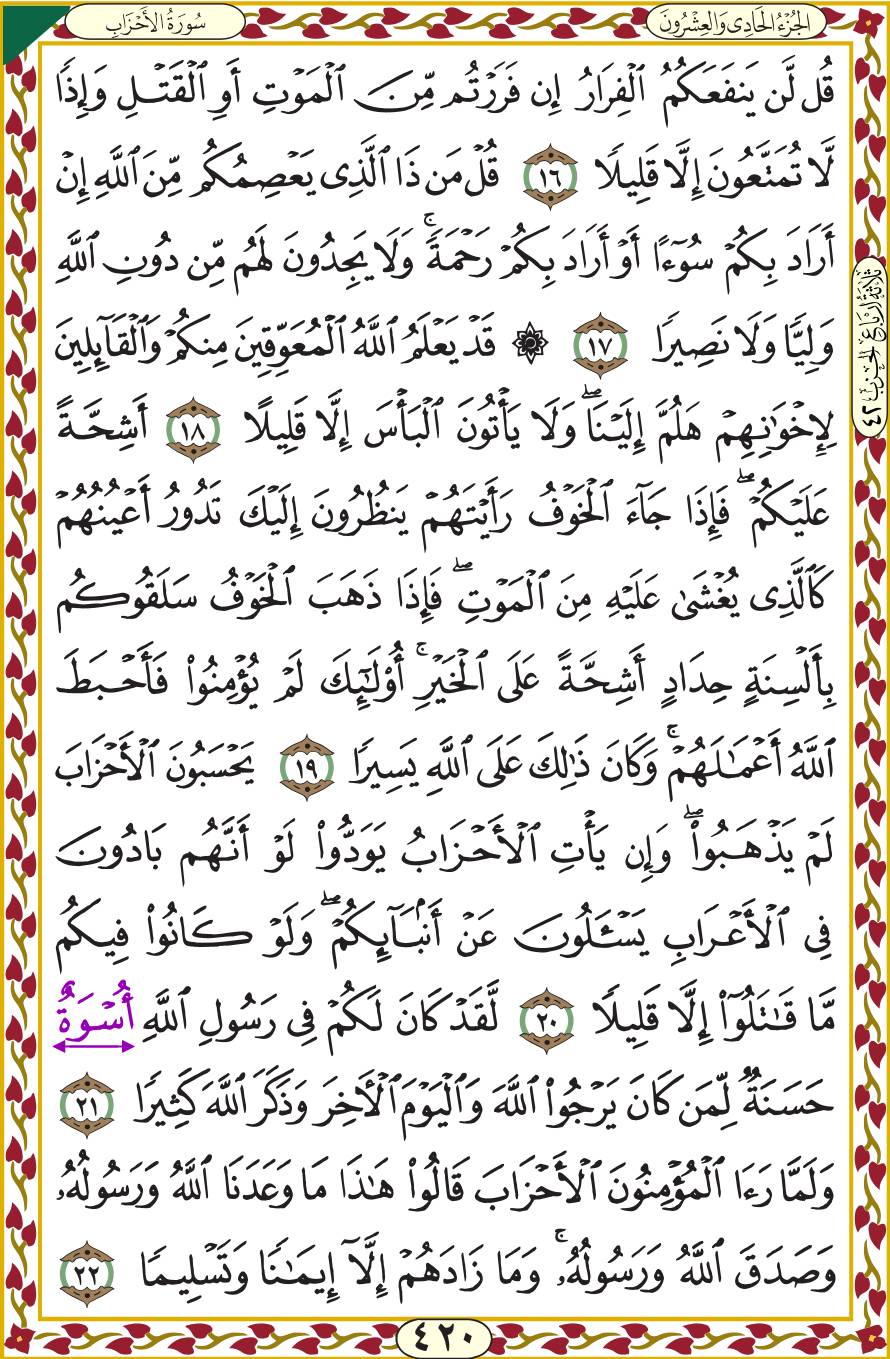 الجُزْءُ الحَادِي وَالعِشْرُونَ
سُورَةُ الأَحْزَابِ
قُل لَّن يَنفَعَكُمُ ٱلْفِرَارُ إِن فَرَرْتُم مِّنَ ٱلْمَوْتِ أَوِ ٱلْقَتْلِ وَإِذًا
لَّا تُمَتَّعُونَ إِلَّا قَلِيلًا ١٦ قُلْ مَن ذَا ٱلَّذِى يَعْصِمُكُم مِّنَ ٱللَّهِ إِنْ
أَرَادَ بِكُمْ سُوٓءًا أَوْ أَرَادَ بِكُمْ رَحْمَةً ۚ وَلَا يَجِدُونَ لَهُم مِّن دُونِ ٱللَّهِ
وَلِيًّا وَلَا نَصِيرًا ١٧ ۞ قَدْ يَعْلَمُ ٱللَّهُ ٱلْمُعَوِّقِينَ مِنكُمْ وَٱلْقَآئِلِينَ
لِإِخْوَٰنِهِمْ هَلُمَّ إِلَيْنَا ۖ وَلَا يَأْتُونَ ٱلْبَأْسَ إِلَّا قَلِيلًا ١٨ أَشِحَّةً
عَلَيْكُمْ ۖ فَإِذَا جَآءَ ٱلْخَوْفُ رَأَيْتَهُمْ يَنظُرُونَ إِلَيْكَ تَدُورُ أَعْيُنُهُمْ
كَٱلَّذِى يُغْشَىٰ عَلَيْهِ مِنَ ٱلْمَوْتِ ۖ فَإِذَا ذَهَبَ ٱلْخَوْفُ سَلَقُوكُم
بِأَلْسِنَةٍ حِدَادٍ أَشِحَّةً عَلَى ٱلْخَيْرِ ۚ أُو۟لَٰٓئِكَ لَمْ يُؤْمِنُوا۟ فَأَحْبَطَ
ٱللَّهُ أَعْمَٰلَهُمْ ۚ وَكَانَ ذَٰلِكَ عَلَى ٱللَّهِ يَسِيرًا ١٩ يَحْسَبُونَ ٱلْأَحْزَابَ
لَمْ يَذْهَبُوا۟ ۖ وَإِن يَأْتِ ٱلْأَحْزَابُ يَوَدُّوا۟ لَوْ أَنَّهُم بَادُونَ
فِى ٱلْأَعْرَابِ يَسْـَٔلُونَ عَنْ أَنۢبَآئِكُمْ ۖ وَلَوْ كَانُوا۟ فِيكُم
مَّا قَٰتَلُوٓا۟ إِلَّا قَلِيلًا ٢٠ لَّقَدْ كَانَ لَكُمْ فِى رَسُولِ ٱللَّهِ أُسْوَةٌ
حَسَنَةٌ لِّمَن كَانَ يَرْجُوا۟ ٱللَّهَ وَٱلْيَوْمَ ٱلْـَٔاخِرَ وَذَكَرَ ٱللَّهَ كَثِيرًا ٢١
وَلَمَّا رَءَا ٱلْمُؤْمِنُونَ ٱلْأَحْزَابَ قَالُوا۟ هَٰذَا مَا وَعَدَنَا ٱللَّهُ وَرَسُولُهُۥ
وَصَدَقَ ٱللَّهُ وَرَسُولُهُۥ ۚ وَمَا زَادَهُمْ إِلَّآ إِيمَٰنًا وَتَسْلِيمًا ٢٢
ثَلَاثَةُ أَرْبَاعِ الحِزْبِ ٤٢
٤٢٠